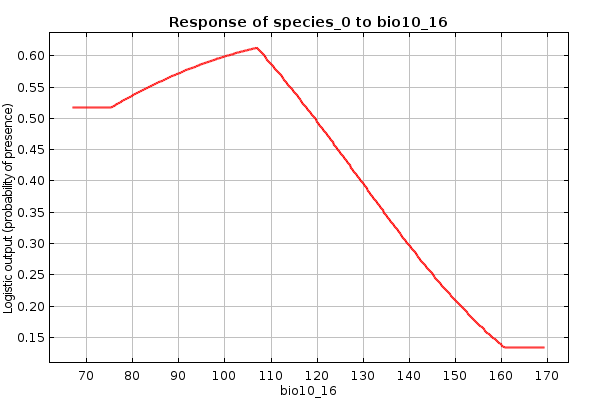 Response of species_0 to bio10_16
Logistic output (probability of presence)
0.60
0.55
0.50
0.45
0.40
0.35
0.30
0.25
0.20
0.15
70 80 90 100 110 120 130 140 150 160 170
bio10_16